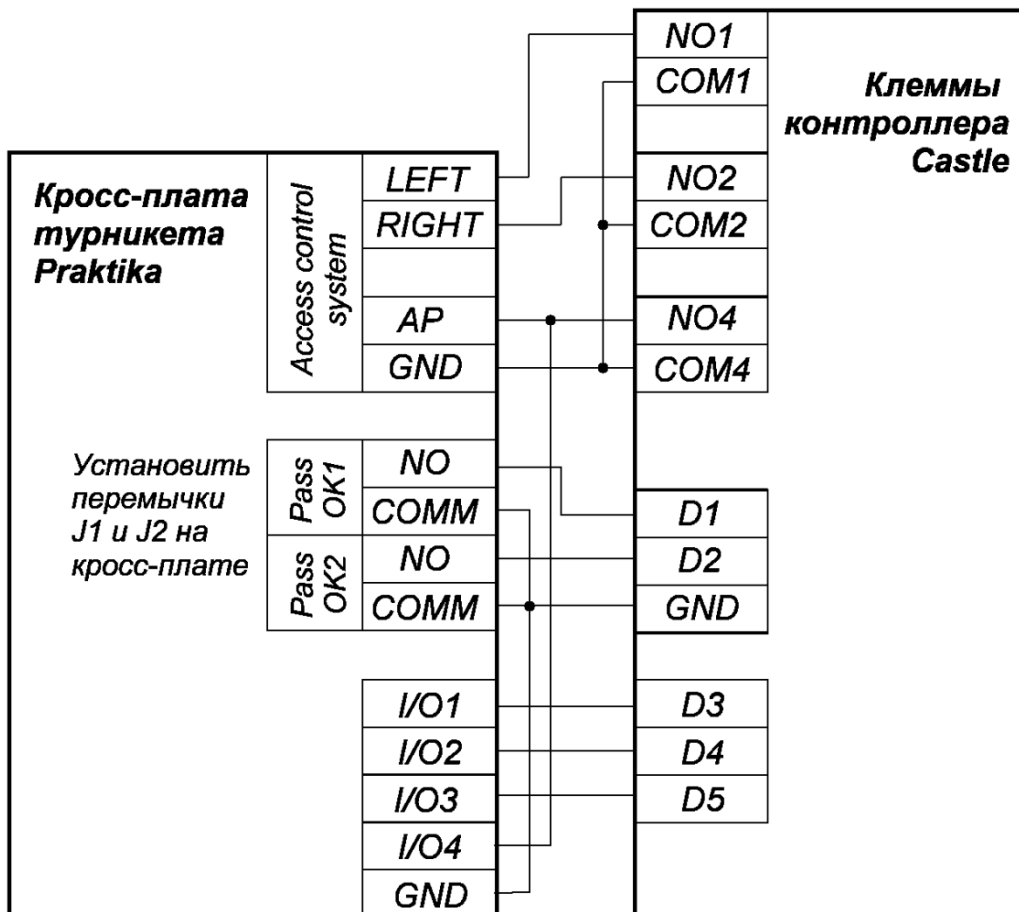 Кросс-плата
турникета
Praktika
Access control
system
LEFT
RIGHT
AP
GND
Установить
перемычки
J1 и J2 на
кросс-плате
Pass
OK1
NO
COMM
Pass
OK2
NO
COMM
I/O1
I/O2
I/O3
I/O4
GND
Клеммы
контроллера
Castle
NO1
COM1
NO2
COM2
NO4
COM4
D1
D2
GND
D3
D4
D5